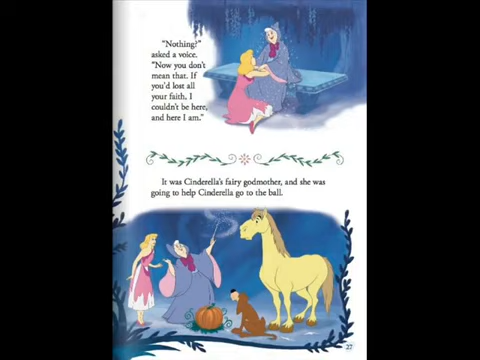 "Nothing?"
asked a voice.
"Now you don't
mean that. If
you'd lost all
your faith, I
couldn't be here,
and here I am."
It was Cinderella's fairy godmother, and she was
going to help Cinderella go to the ball.
27